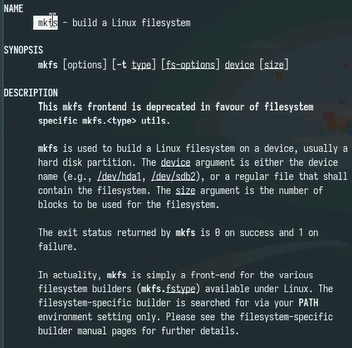 NAME
mkfs - build a Linux filesystem
SYNOPSIS
mkfs [options] [-t type] [fs-options] device [size]
DESCRIPTION
This mkfs frontend is deprecated in favour of filesystem
specific mkfs.<type> utils.
mkfs is used to build a Linux filesystem on a device, usually a
hard disk partition. The device argument is either the device
name (e.g., /dev/hda1, /dev/sdb2), or a regular file that shall
contain the filesystem. The size argument is the number of
blocks to be used for the filesystem.
The exit status returned by mkfs is 0 on success and 1 on
failure.
In actuality, mkfs is simply a front-end for the various
filesystem builders (mkfs.fstype) available under Linux. The
filesystem-specific builder is searched for via your PATH
environment setting only. Please see the filesystem-specific
builder manual pages for further details.